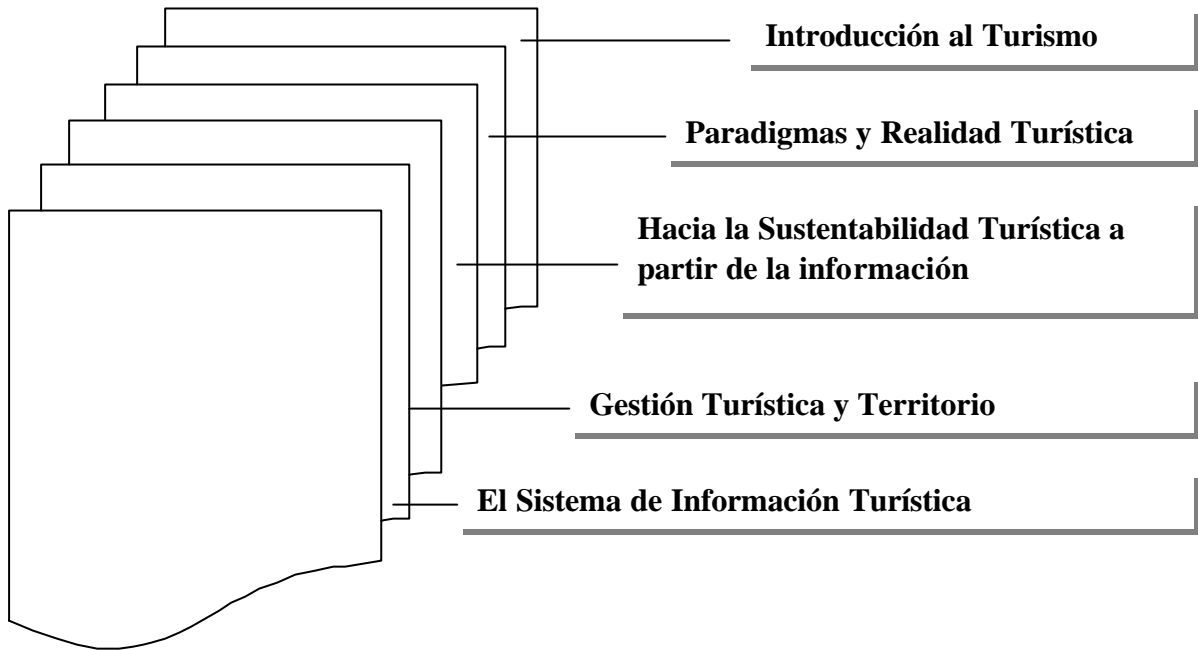 Introducción al Turismo
Paradigmas y Realidad Turística
Hacia la Sustentabilidad Turística a
partir de la información
Gestión Turística y Territorio
El Sistema de Información Turística